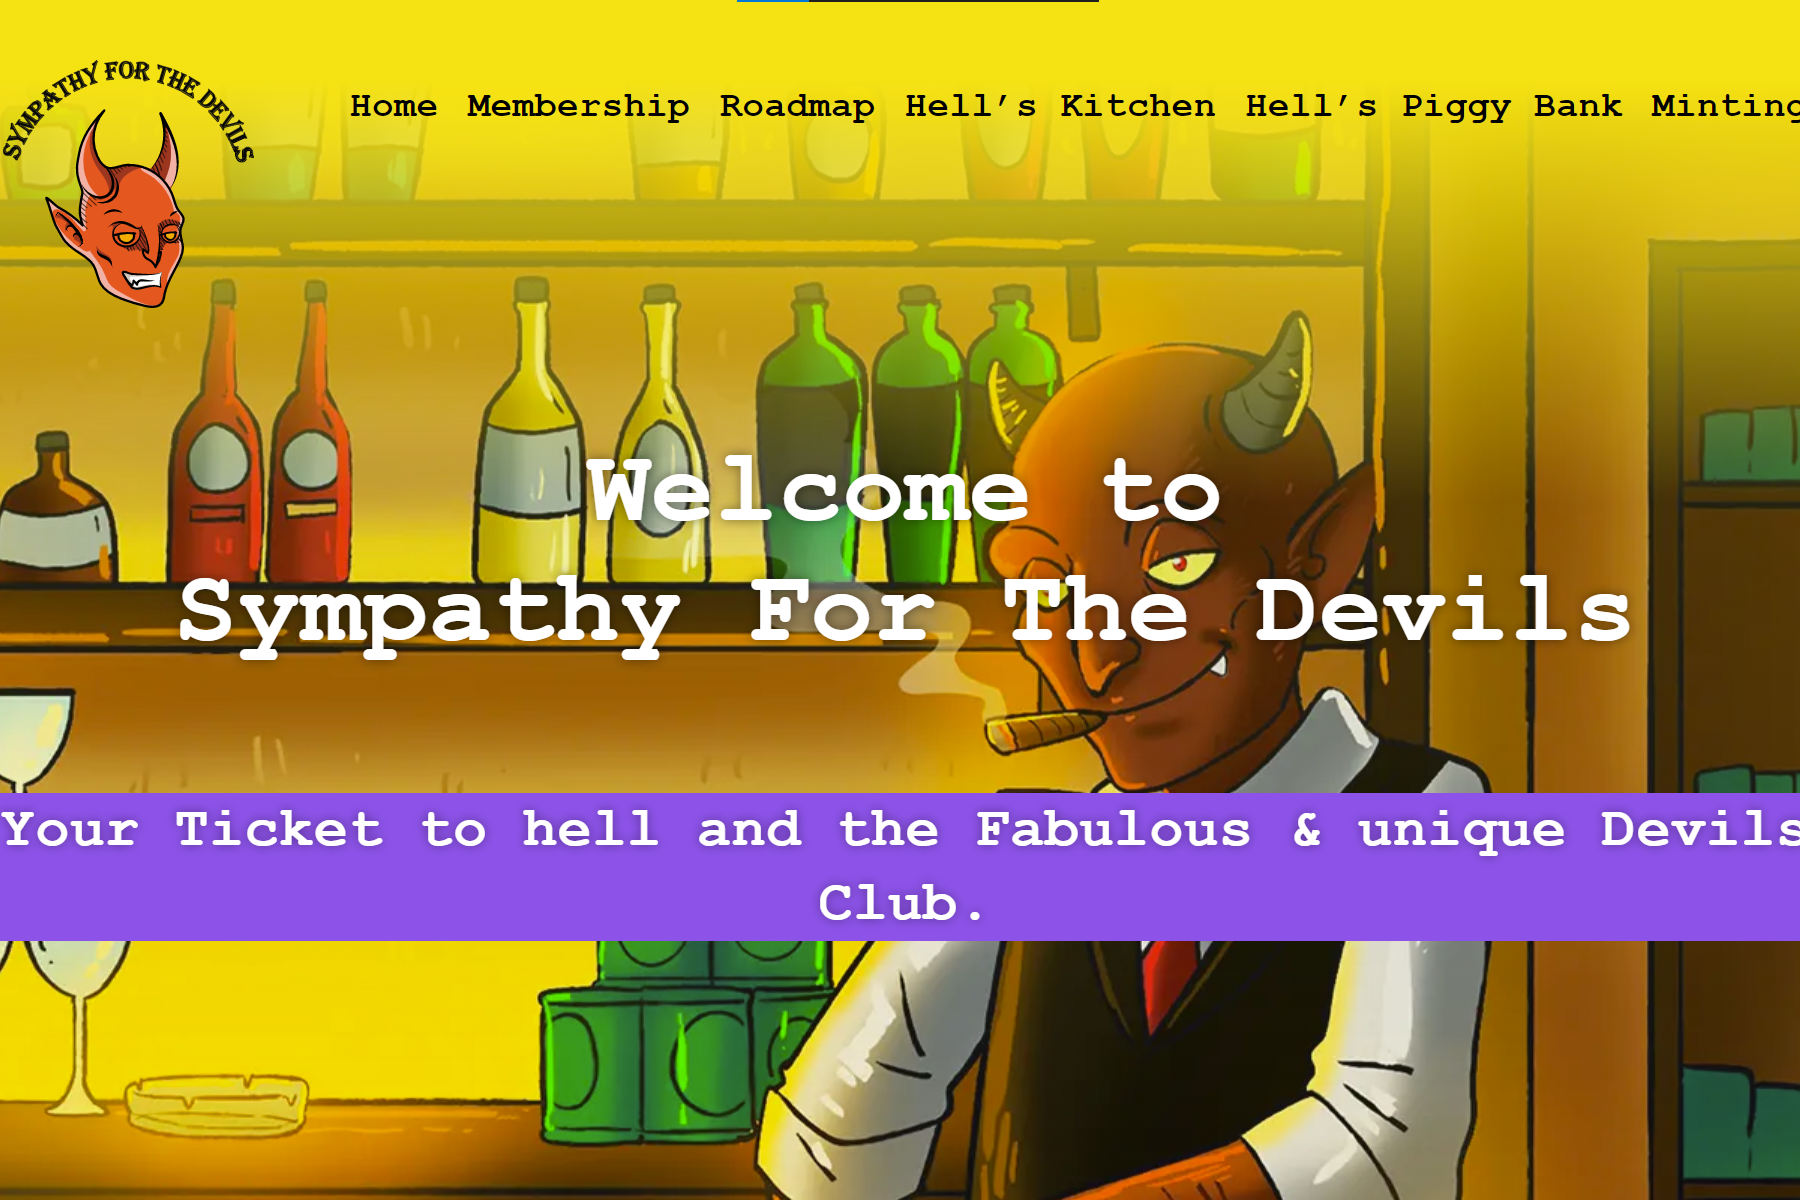 SYMPATHY FOR THE DEVILS
Home Membership Roadmap Hell’s Kitchen Hell’s Piggy Bank Minting
Welcome to
Sympathy For The Devils
Your Ticket to hell and the Fabulous & unique Devils
Club.